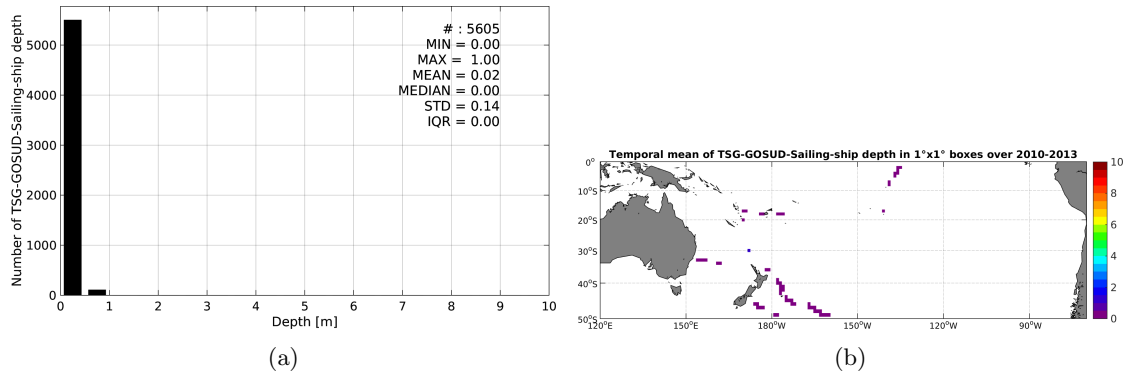 Number of TSG-GOSUD-Sailing-ship depth
5000
4000
3000
2000
1000
0
0 1 2 3 4 5 6 7 8 9 10
Depth [m]
# : 5605
MIN = 0.00
MAX = 1.00
MEAN = 0.02
MEDIAN = 0.00
STD = 0.14
IQR = 0.00
(a)
Temporal mean of TSG-GOSUD-Sailing-ship depth in 1°x1° boxes over 2010-2013
0°
10°S
20°S
30°S
40°S
50°S
120°E 150°E 180°W 150°W 120°W 90°W
10
8
6
4
2
0
(b)